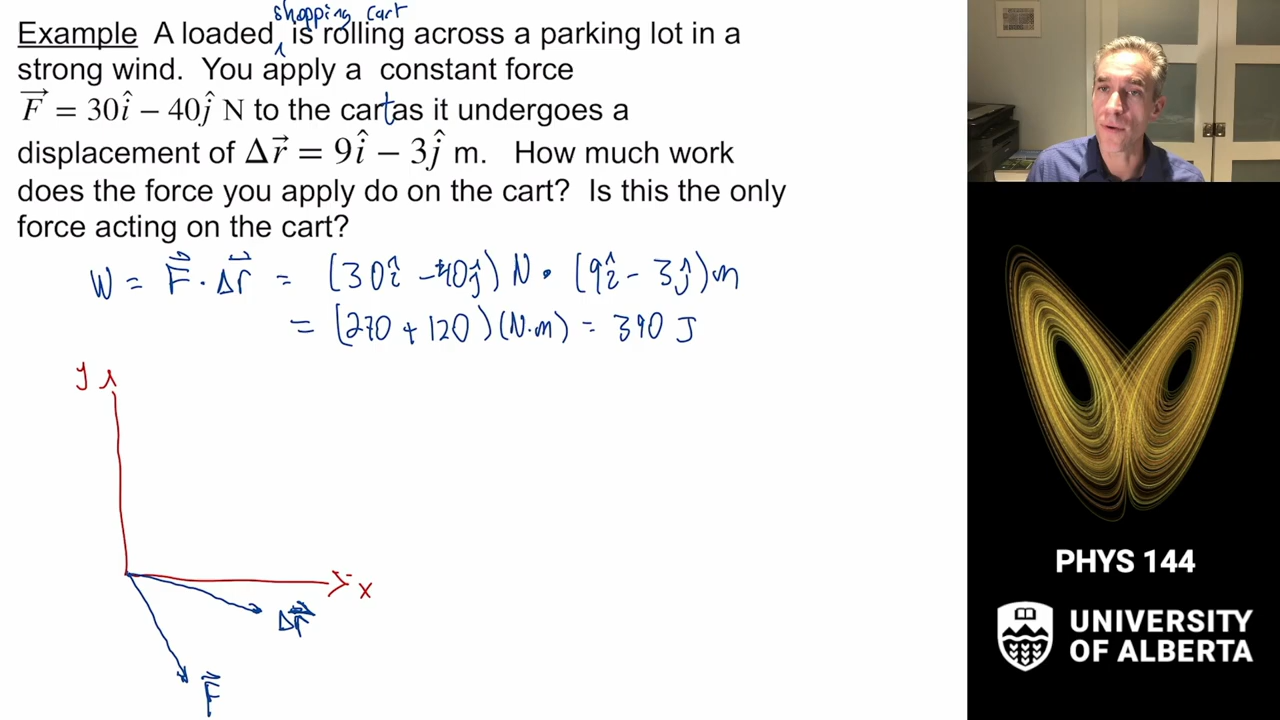 shopping cart
Example A loaded ‸ is rolling across a parking lot in a
strong wind. You apply a constant force
F⃗ = 30î − 40ĵ N to the cart as it undergoes a
displacement of Δr⃗ = 9î − 3ĵ m. How much work
does the force you apply do on the cart? Is this the only
force acting on the cart?
W = F⃗ · Δr⃗ = (30î − 40ĵ) N · (9î − 3ĵ) m
= (270 + 120)(N·m) = 390 J
y
x
Δr⃗
F⃗
PHYS 144
UNIVERSITY
OF ALBERTA